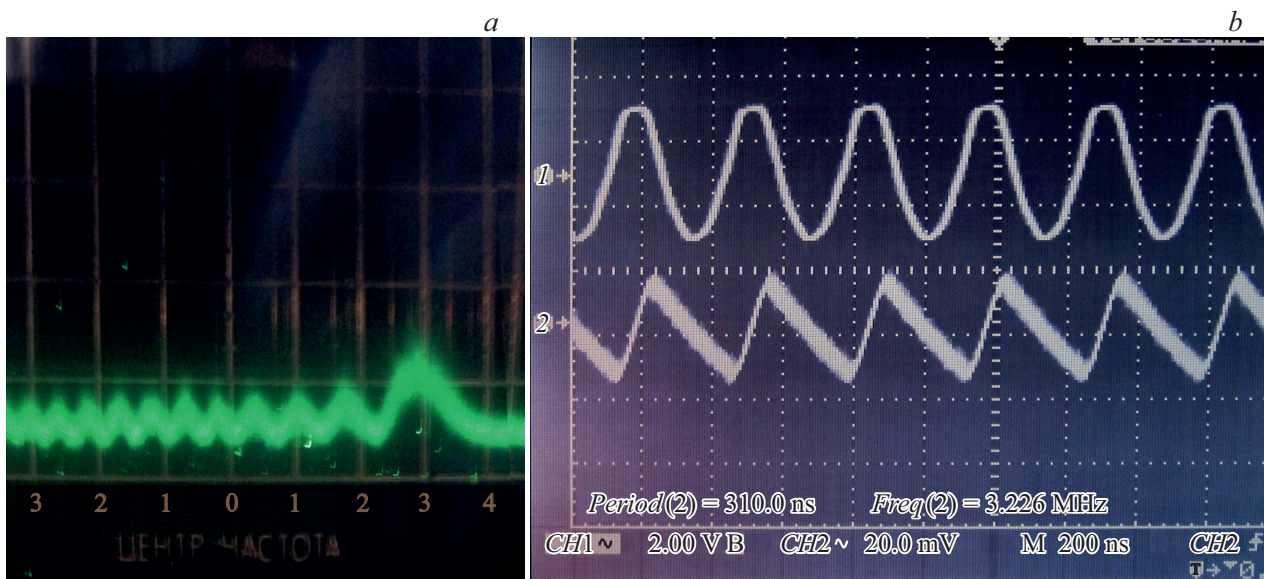 a
b
3 2 1 0 1 2 3 4
ЦЕНТР ЧАСТОТА
1
2
Period(2) = 310.0 ns Freq(2) = 3.226 MHz
CH1 ∿ 2.00 V B CH2 ∿ 20.0 mV M 200 ns CH2
T